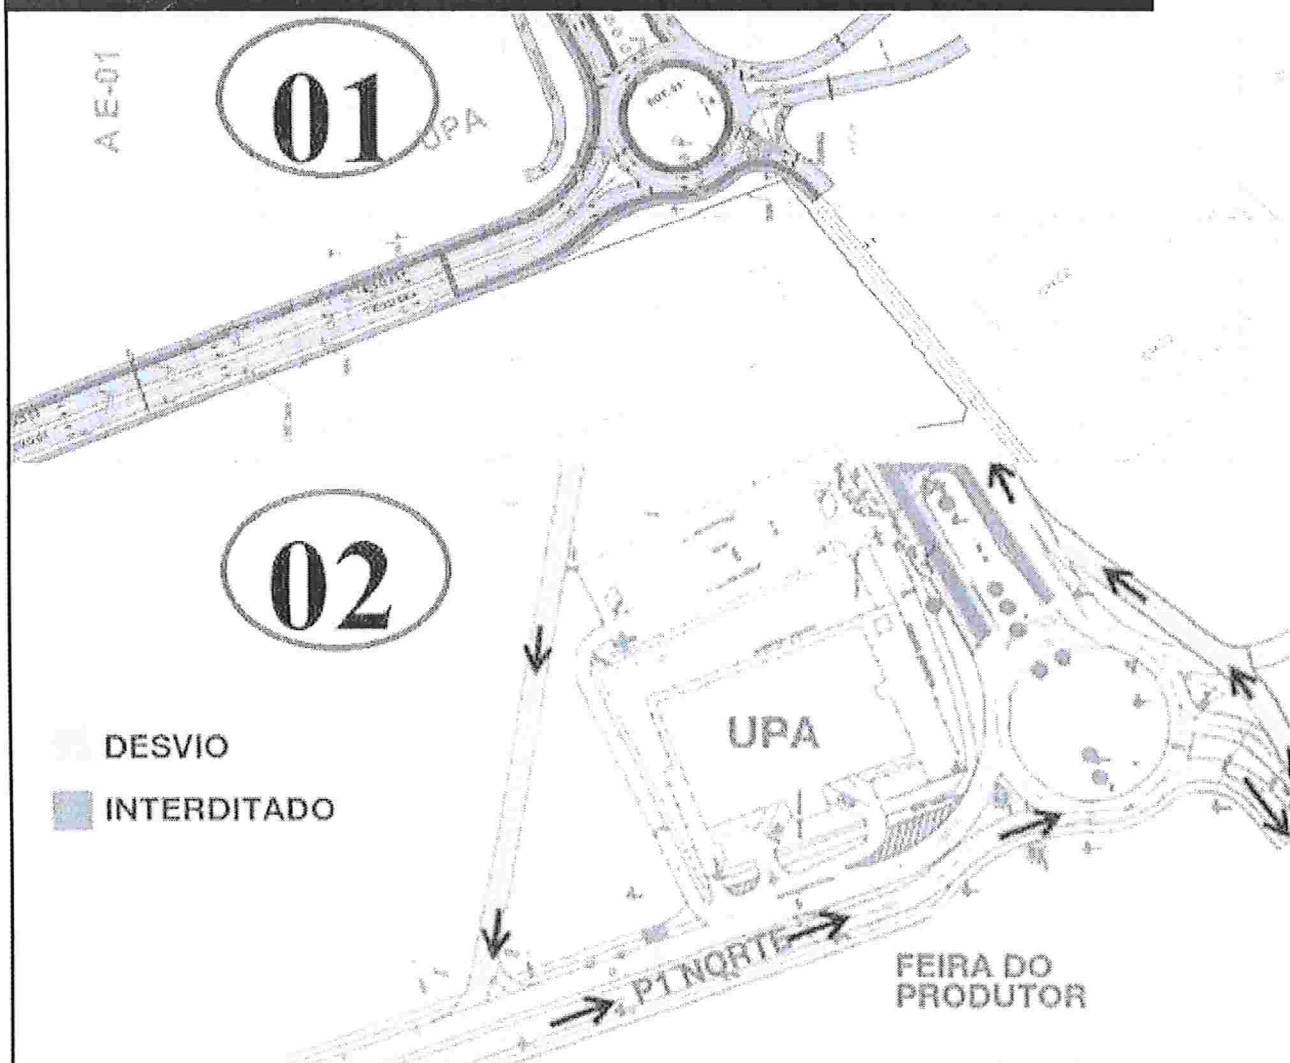 A E-01
01
UPA
02
DESVIO
INTERDITADO
UPA
P1 NORTE
FEIRA DO
PRODUTOR